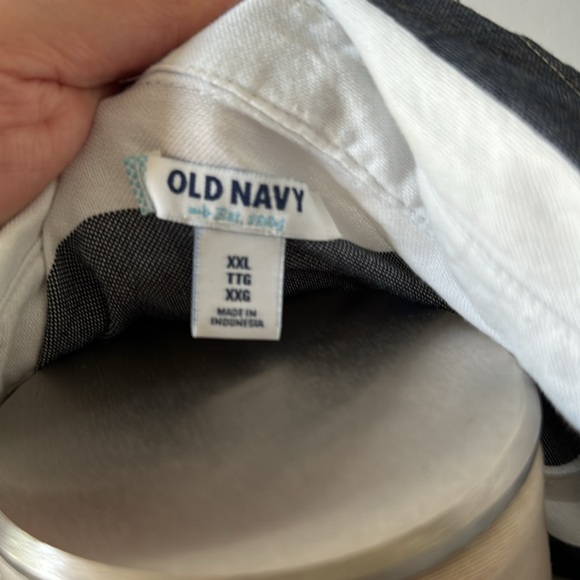 OLD NAVY
XXL
TTG
XXG
MADE IN
INDONESIA